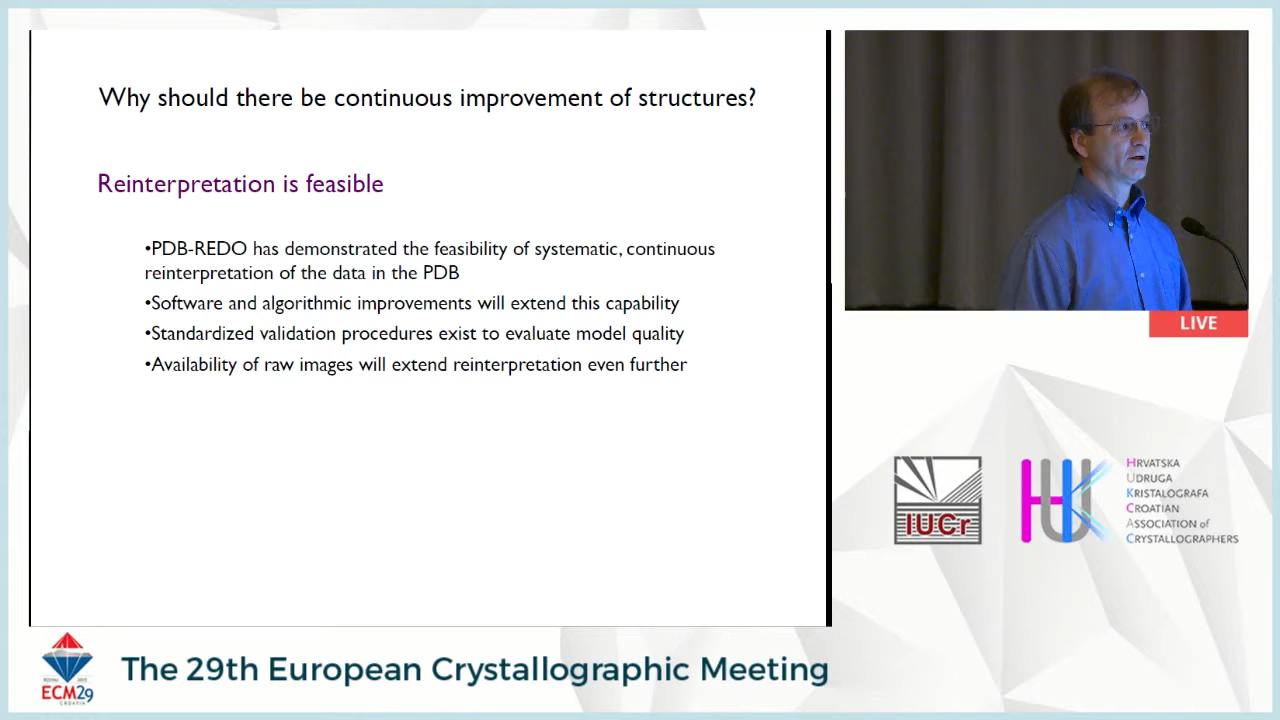 Why should there be continuous improvement of structures?
Reinterpretation is feasible
•PDB-REDO has demonstrated the feasibility of systematic, continuous
reinterpretation of the data in the PDB
•Software and algorithmic improvements will extend this capability
•Standardized validation procedures exist to evaluate model quality
•Availability of raw images will extend reinterpretation even further
LIVE
IUCr
HUK
HRVATSKA
UDRUGA
KRISTALOGRAFA
CROATIAN
ASSOCIATION of
CRYSTALLOGRAPHERS
ECM29
CROATIA
The 29th European Crystallographic Meeting